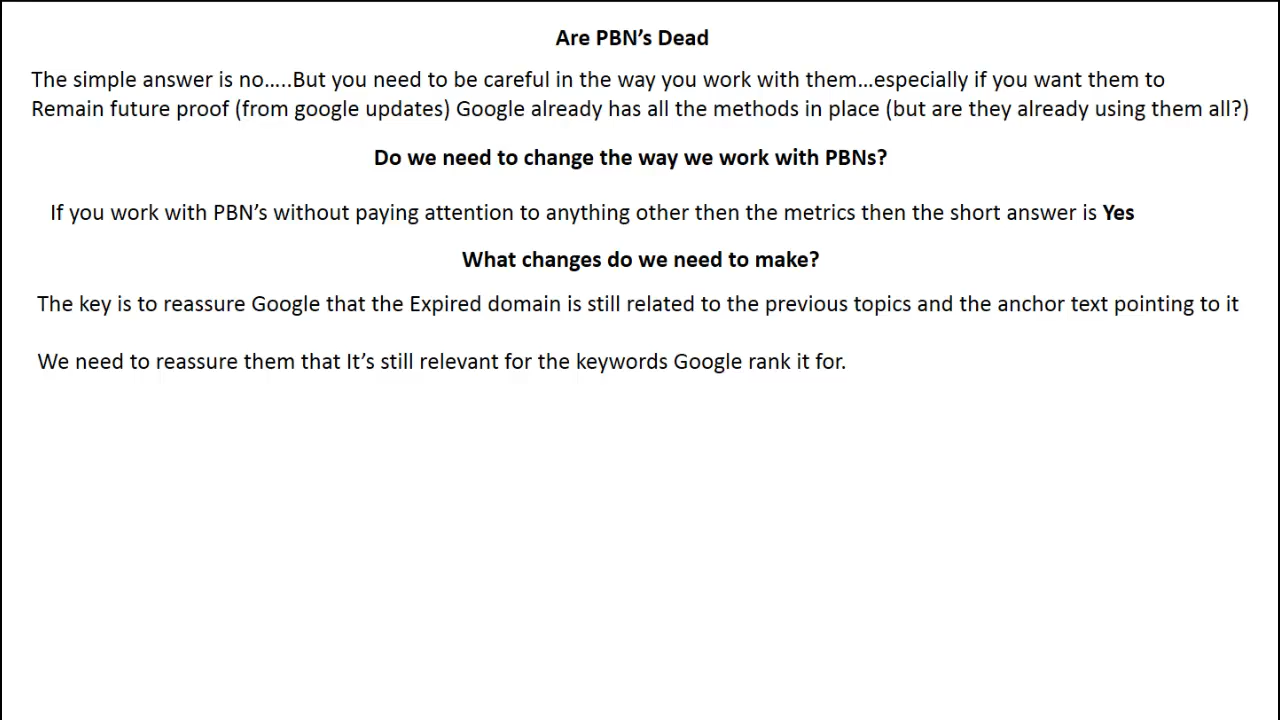 Are PBN's Dead
The simple answer is no.....But you need to be careful in the way you work with them...especially if you want them to
Remain future proof (from google updates) Google already has all the methods in place (but are they already using them all?)
Do we need to change the way we work with PBNs?
If you work with PBN's without paying attention to anything other then the metrics then the short answer is Yes
What changes do we need to make?
The key is to reassure Google that the Expired domain is still related to the previous topics and the anchor text pointing to it
We need to reassure them that It's still relevant for the keywords Google rank it for.